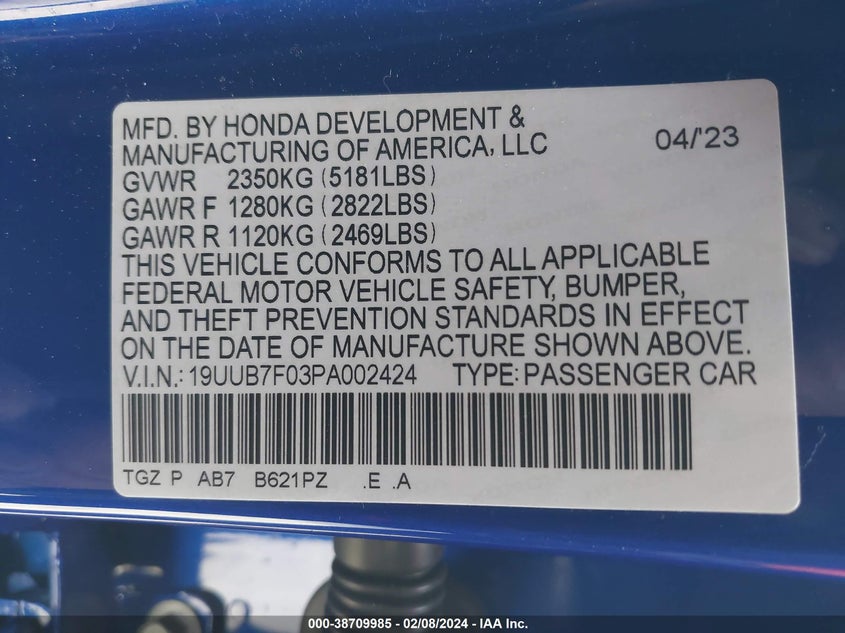 MFD. BY HONDA DEVELOPMENT &
MANUFACTURING OF AMERICA, LLC 04/'23
GVWR 2350KG (5181LBS)
GAWR F 1280KG (2822LBS)
GAWR R 1120KG (2469LBS)
THIS VEHICLE CONFORMS TO ALL APPLICABLE
FEDERAL MOTOR VEHICLE SAFETY, BUMPER,
AND THEFT PREVENTION STANDARDS IN EFFECT
ON THE DATE OF MANUFACTURE SHOWN ABOVE.
V.I.N.: 19UUB7F03PA002424 TYPE: PASSENGER CAR
TGZ P AB7 B621PZ .E .A
000-38709985 - 02/08/2024 - IAA Inc.